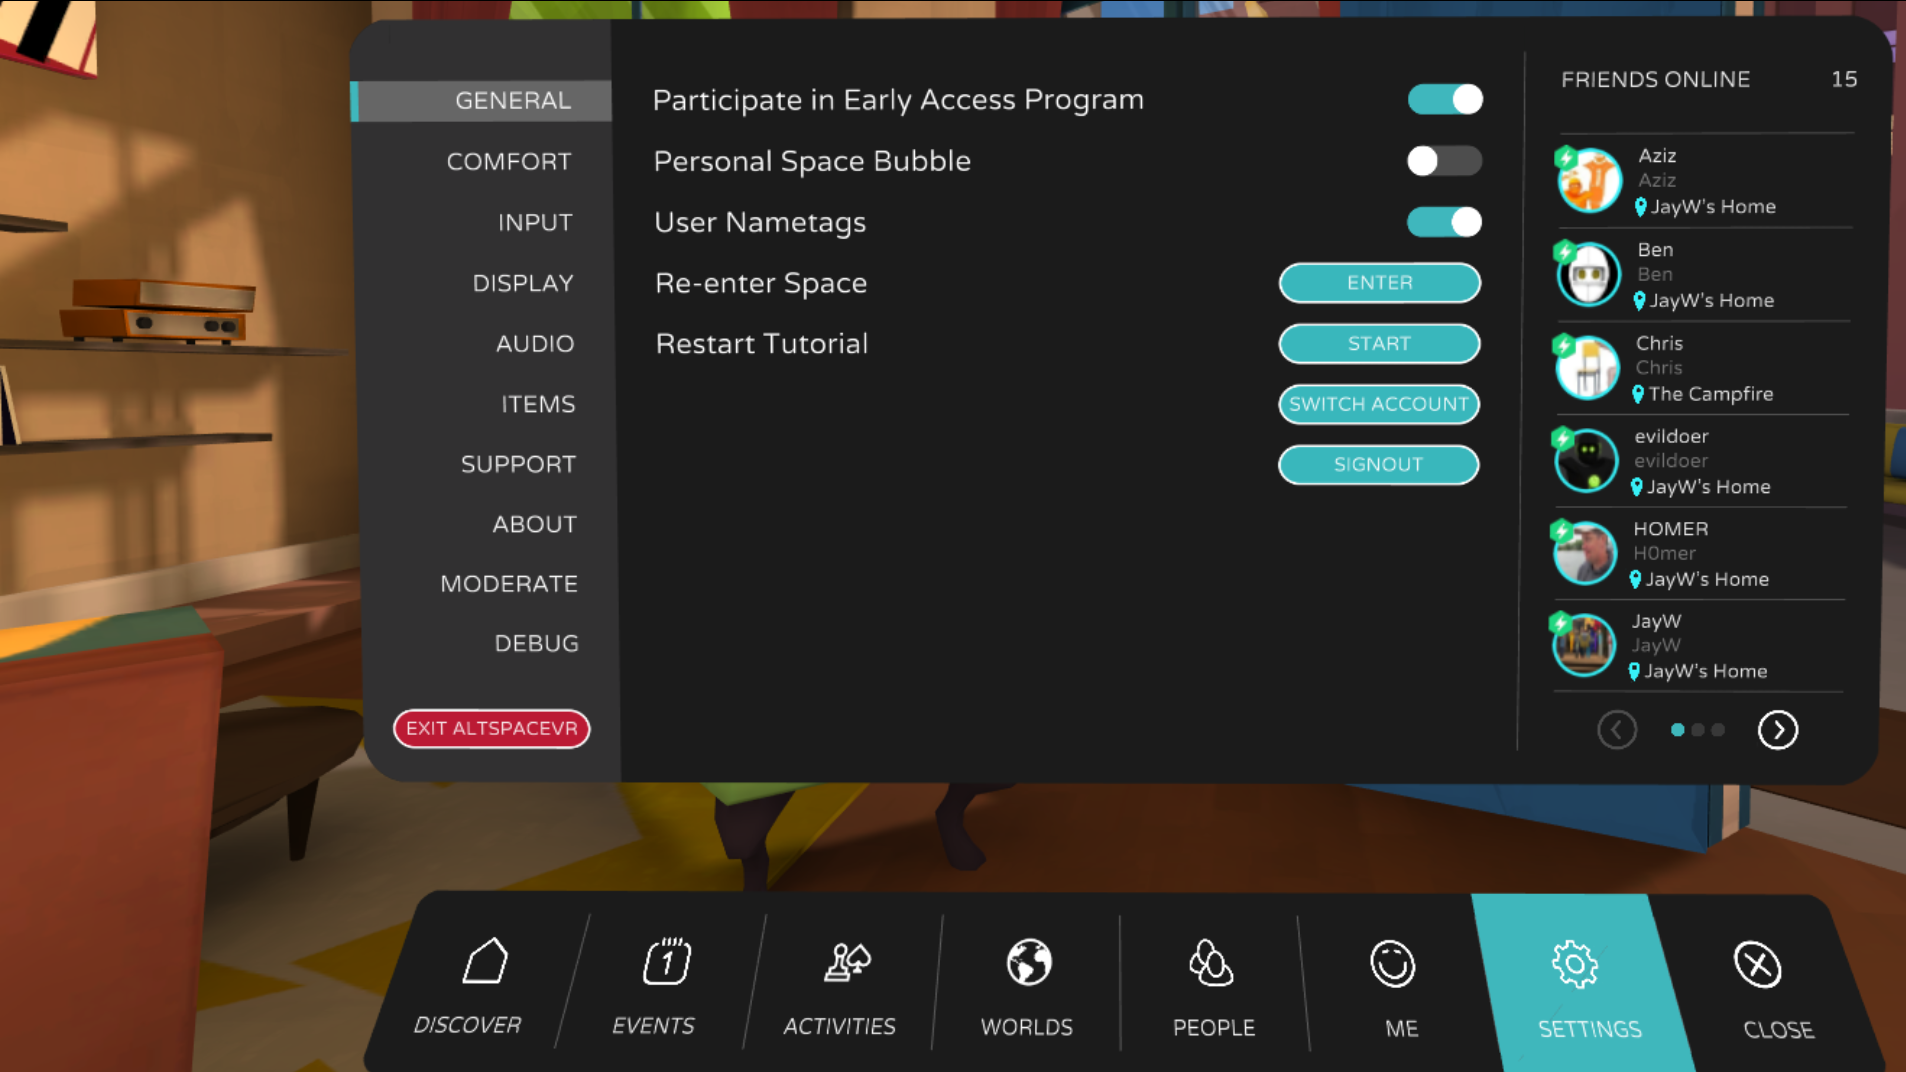 GENERAL
COMFORT
INPUT
DISPLAY
AUDIO
ITEMS
SUPPORT
ABOUT
MODERATE
DEBUG
EXIT ALTSPACEVR
Participate in Early Access Program
Personal Space Bubble
User Nametags
Re-enter Space
ENTER
Restart Tutorial
START
SWITCH ACCOUNT
SIGNOUT
FRIENDS ONLINE 15
Aziz
Aziz
JayW's Home
Ben
Ben
JayW's Home
Chris
Chris
The Campfire
evildoer
evildoer
JayW's Home
HOMER
H0mer
JayW's Home
JayW
JayW
JayW's Home
1
DISCOVER
EVENTS
ACTIVITIES
WORLDS
PEOPLE
ME
SETTINGS
CLOSE